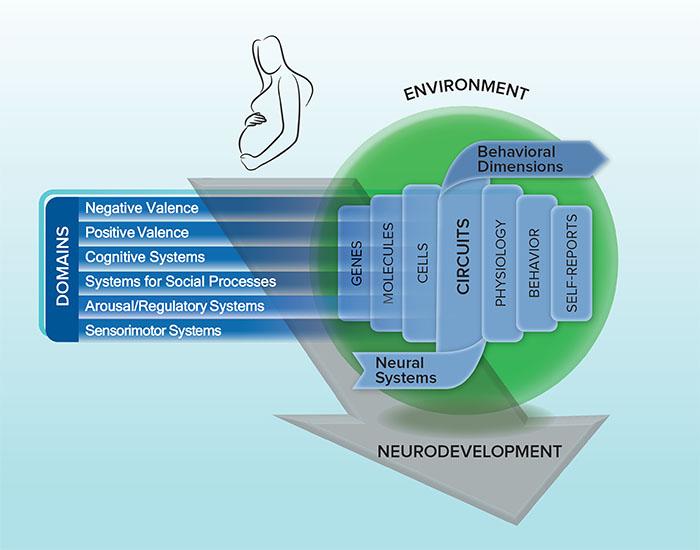 ENVIRONMENT
Behavioral
Dimensions
DOMAINS
Negative Valence
Positive Valence
Cognitive Systems
Systems for Social Processes
Arousal/Regulatory Systems
Sensorimotor Systems
GENES
MOLECULES
CELLS
CIRCUITS
PHYSIOLOGY
BEHAVIOR
SELF-REPORTS
Neural
Systems
NEURODEVELOPMENT